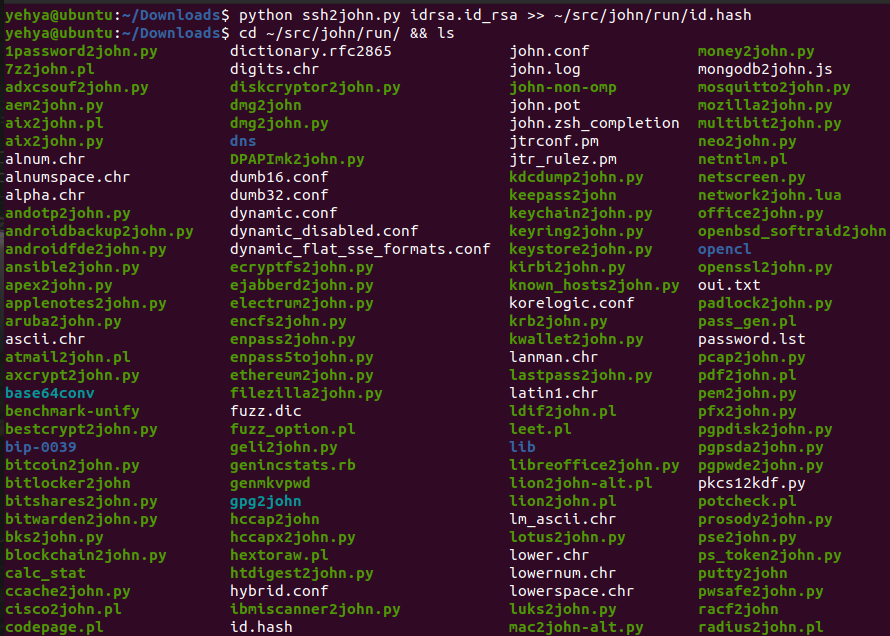 yehya@ubuntu:~/Downloads$ python ssh2john.py idrsa.id_rsa >> ~/src/john/run/id.hash
yehya@ubuntu:~/Downloads$ cd ~/src/john/run/ && ls
1password2john.py dictionary.rfc2865 john.conf money2john.py
7z2john.pl digits.chr john.log mongodb2john.js
adxcsouf2john.py diskcryptor2john.py john-non-omp mosquitto2john.py
aem2john.py dmg2john john.pot mozilla2john.py
aix2john.pl dmg2john.py john.zsh_completion multibit2john.py
aix2john.py dns jtrconf.pm neo2john.py
alnum.chr DPAPImk2john.py jtr_rulez.pm netntlm.pl
alnumspace.chr dumb16.conf kdcdump2john.py netscreen.py
alpha.chr dumb32.conf keepass2john network2john.lua
andotp2john.py dynamic.conf keychain2john.py office2john.py
androidbackup2john.py dynamic_disabled.conf keyring2john.py openbsd_softraid2john
androidfde2john.py dynamic_flat_sse_formats.conf keystore2john.py opencl
ansible2john.py ecryptfs2john.py kirbi2john.py openssl2john.py
apex2john.py ejabberd2john.py known_hosts2john.py oui.txt
applenotes2john.py electrum2john.py korelogic.conf padlock2john.py
aruba2john.py encfs2john.py krb2john.py pass_gen.pl
ascii.chr enpass2john.py kwallet2john.py password.lst
atmail2john.pl enpass5tojohn.py lanman.chr pcap2john.py
axcrypt2john.py ethereum2john.py lastpass2john.py pdf2john.pl
base64conv filezilla2john.py latin1.chr pem2john.py
benchmark-unify fuzz.dic ldif2john.pl pfx2john.py
bestcrypt2john.py fuzz_option.pl leet.pl pgpdisk2john.py
bip-0039 geli2john.py lib pgpsda2john.py
bitcoin2john.py genincstats.rb libreoffice2john.py pgpwde2john.py
bitlocker2john genmkvpwd lion2john-alt.pl pkcs12kdf.py
bitshares2john.py gpg2john lion2john.pl potcheck.pl
bitwarden2john.py hccap2john lm_ascii.chr prosody2john.py
bks2john.py hccapx2john.py lotus2john.py pse2john.py
blockchain2john.py hextoraw.pl lower.chr ps_token2john.py
calc_stat htdigest2john.py lowernum.chr putty2john
ccache2john.py hybrid.conf lowerspace.chr pwsafe2john.py
cisco2john.pl ibmiscanner2john.py luks2john.py racf2john
codepage.pl id.hash mac2john-alt.py radius2john.pl